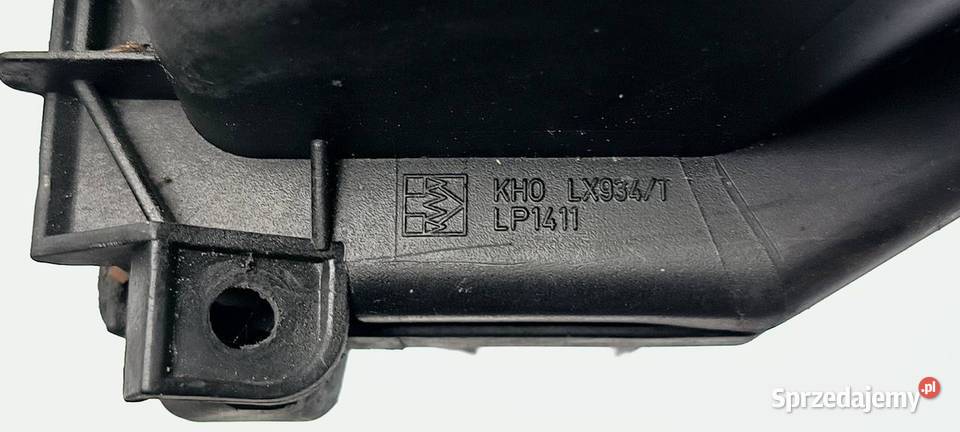 KHO LX934/T
LP1411
Sprzedajemy.pl